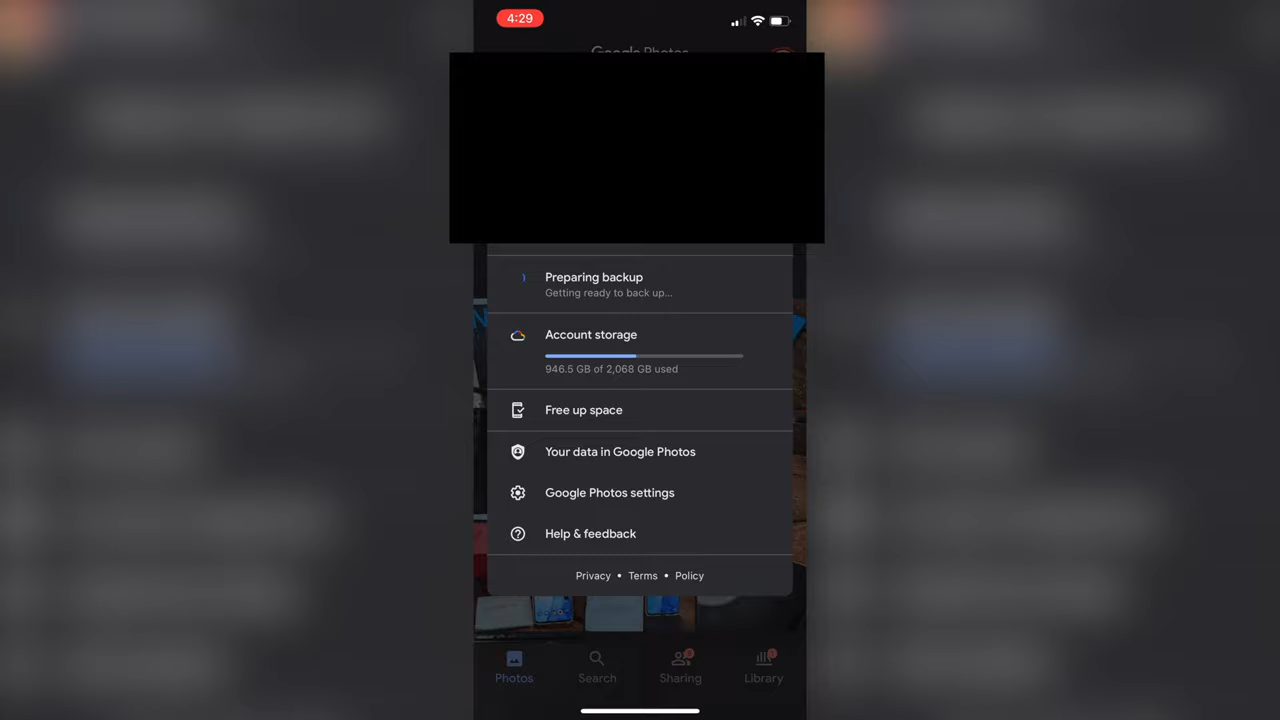 4:29
Google Photos
Preparing backup
Getting ready to back up...
Account storage
946.5 GB of 2,068 GB used
Free up space
Your data in Google Photos
Google Photos settings
Help & feedback
Privacy • Terms • Policy
Photos
Search
Sharing
Library